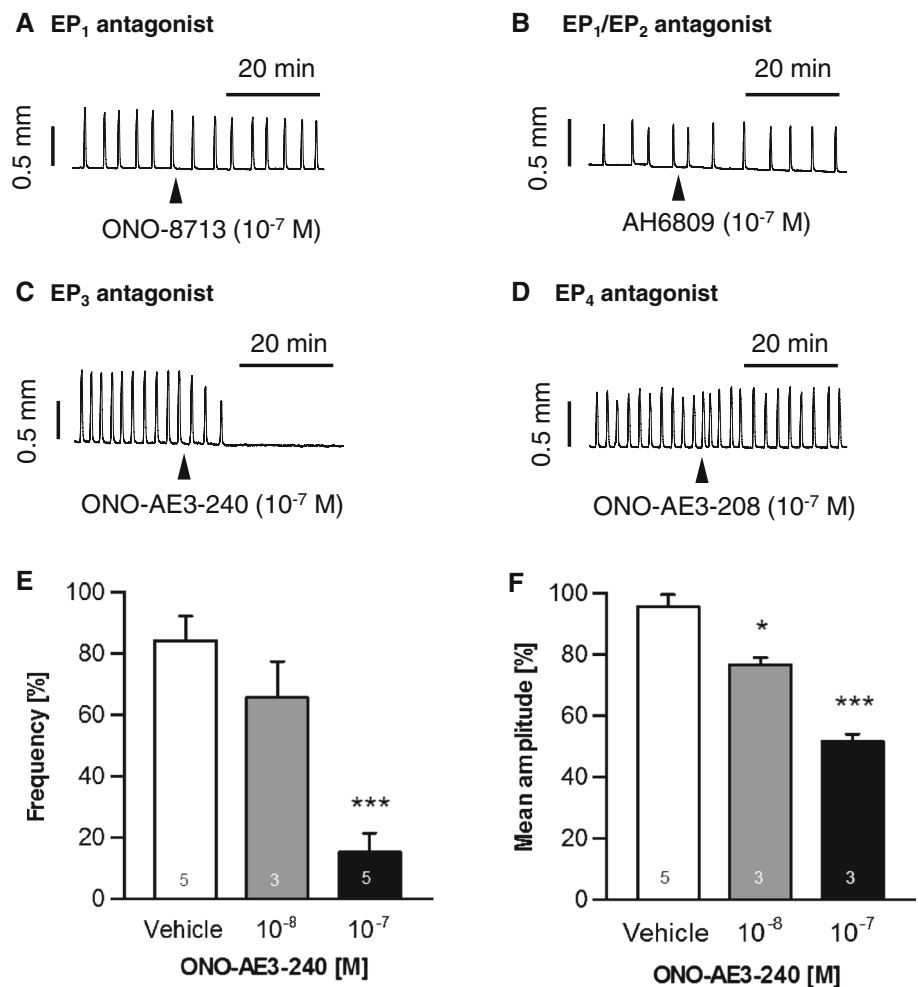 A EP₁ antagonist
20 min
0.5 mm
ONO-8713 (10⁻⁷ M)
B EP₁/EP₂ antagonist
20 min
0.5 mm
AH6809 (10⁻⁷ M)
C EP₃ antagonist
20 min
0.5 mm
ONO-AE3-240 (10⁻⁷ M)
D EP₄ antagonist
20 min
0.5 mm
ONO-AE3-208 (10⁻⁷ M)
E
Frequency [%]
100
80
60
40
20
0
***
5 3 5
Vehicle 10⁻⁸ 10⁻⁷
ONO-AE3-240 [M]
F
Mean amplitude [%]
100
80
60
40
20
0
*
***
5 3 3
Vehicle 10⁻⁸ 10⁻⁷
ONO-AE3-240 [M]